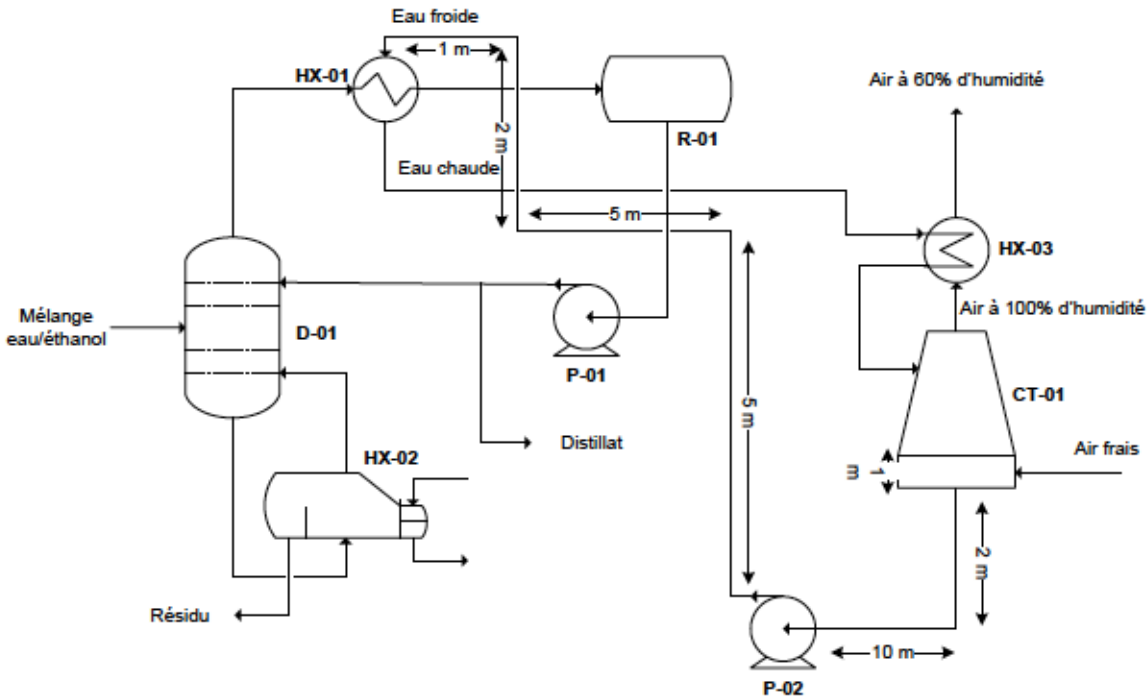 Eau froide
1 m
HX-01
Air à 60% d'humidité
2 m
R-01
Eau chaude
5 m
HX-03
Air à 100% d'humidité
Mélange
eau/éthanol
D-01
P-01
5 m
CT-01
Distillat
Air frais
HX-02
1
m
2 m
Résidu
10 m
P-02